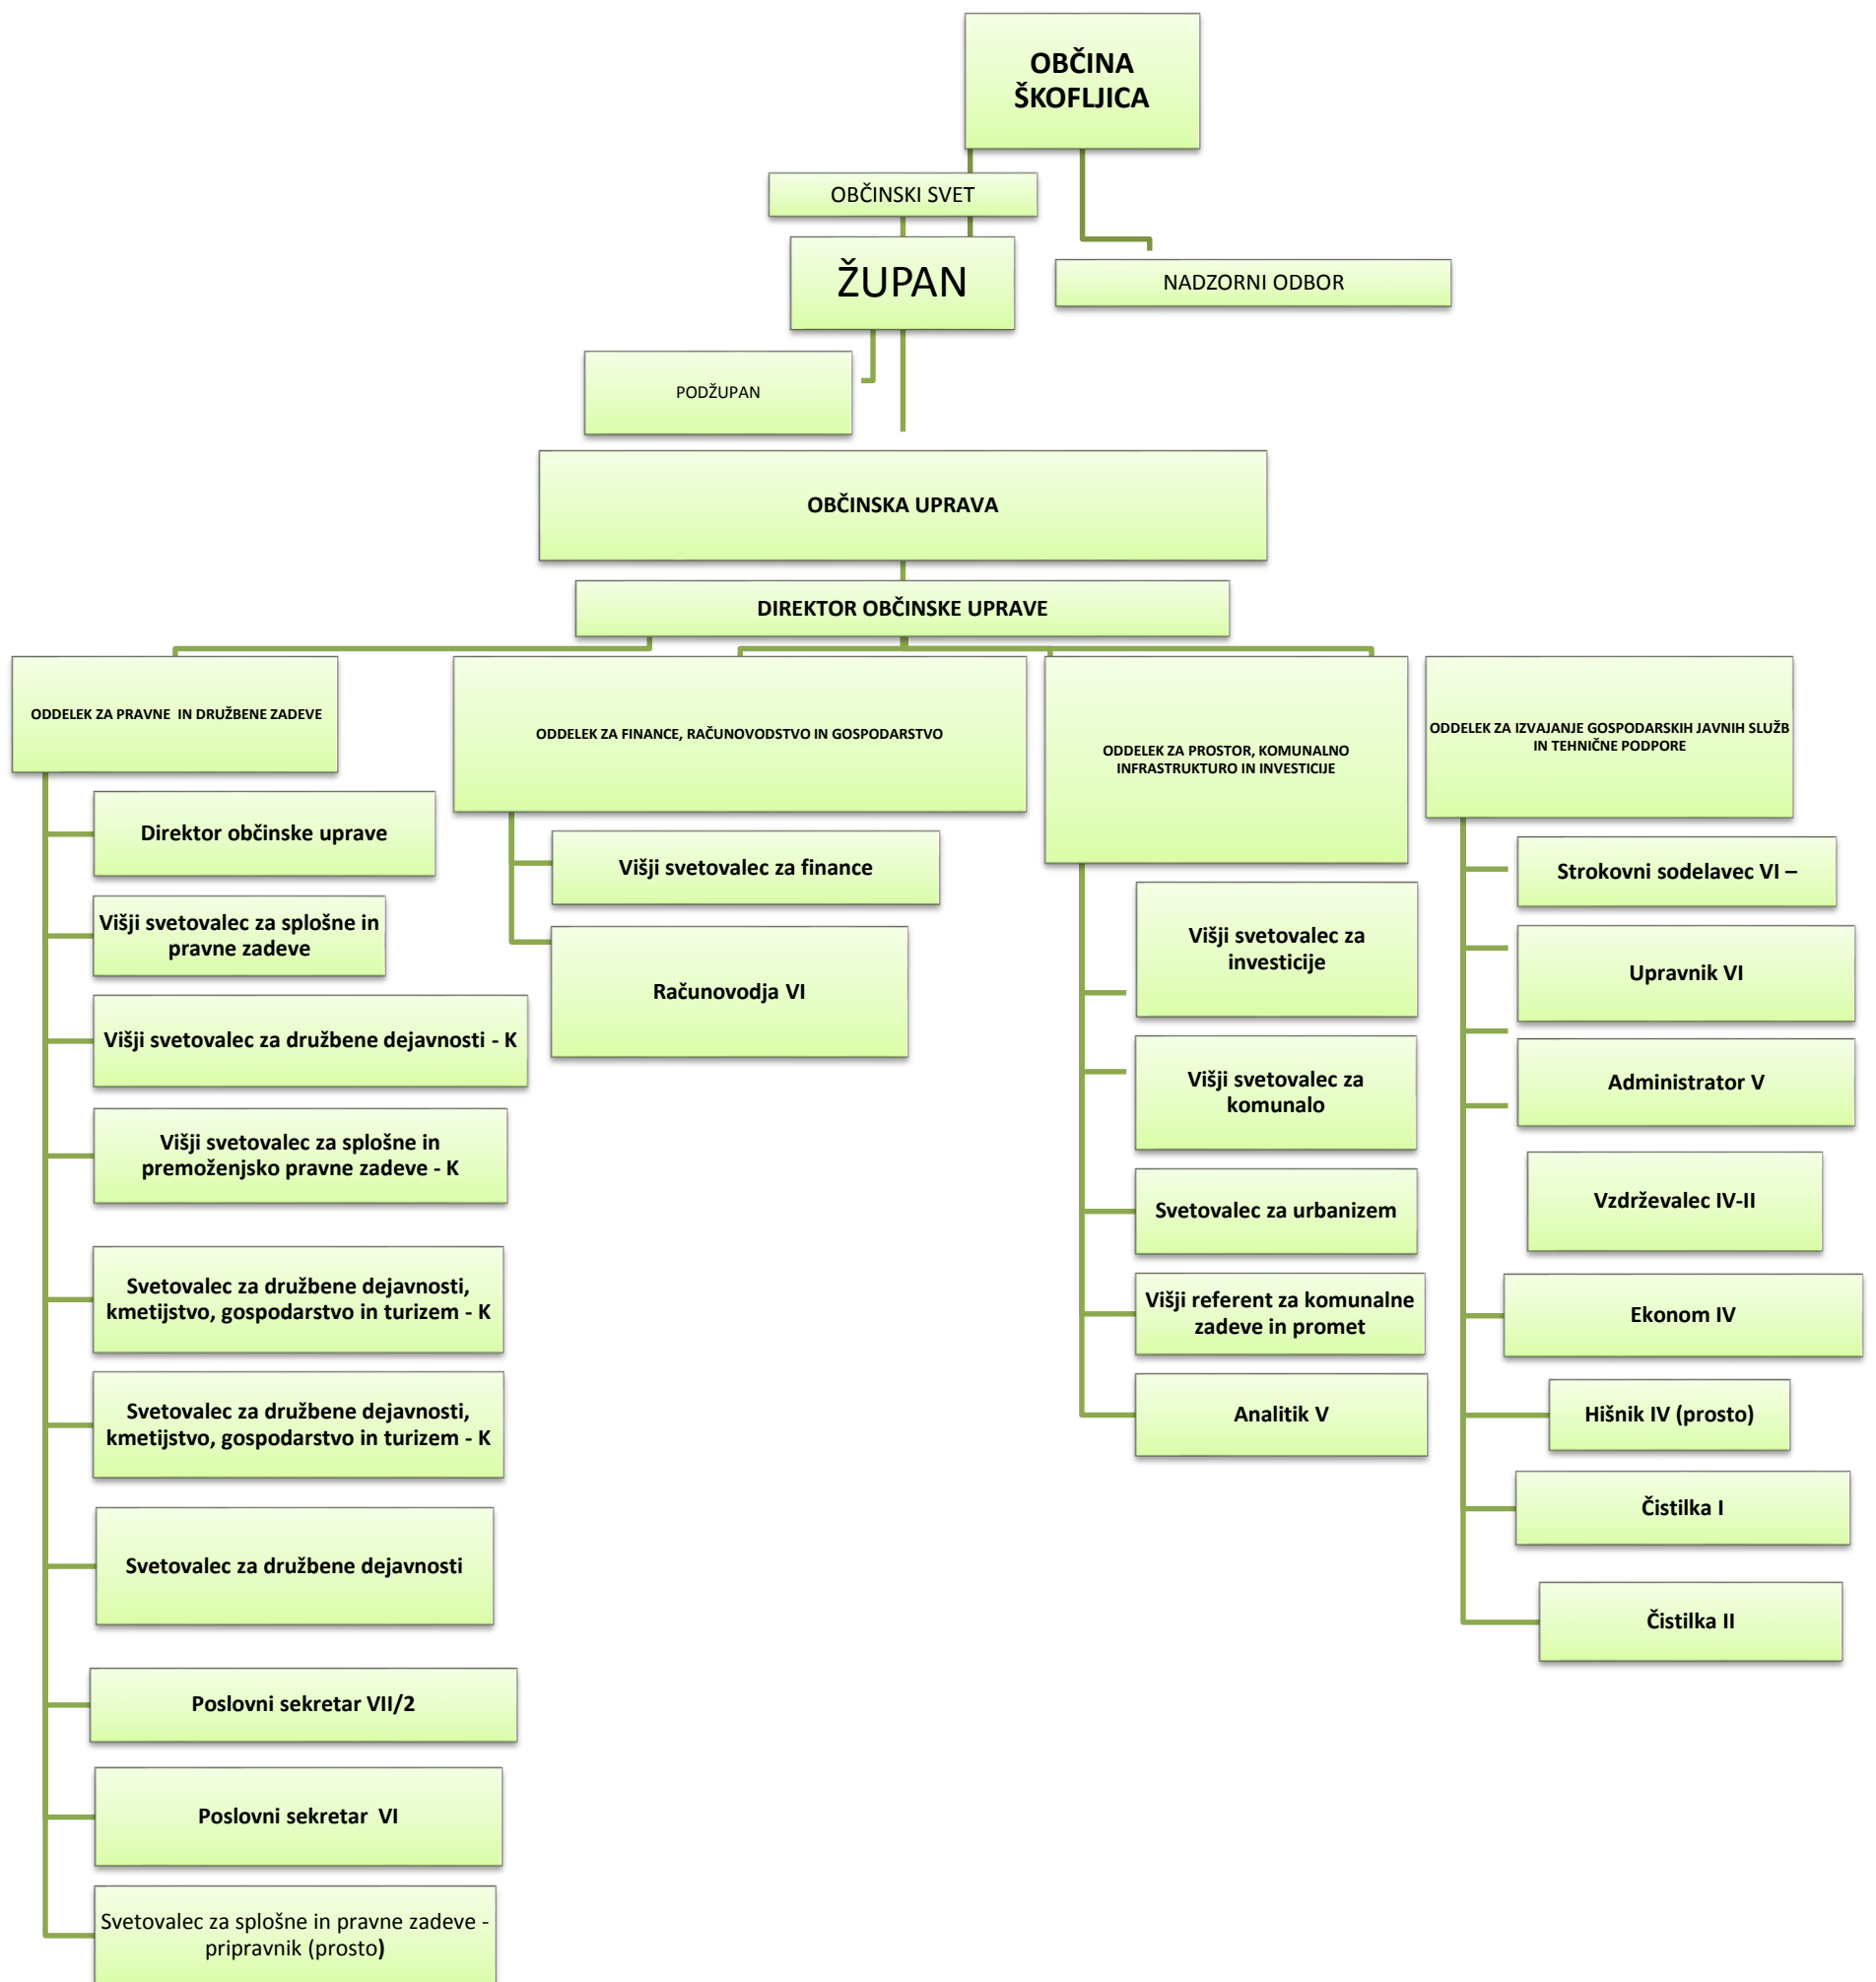 OBČINA
ŠKOFLJICA
OBČINSKI SVET
ŽUPAN
NADZORNI ODBOR
PODŽUPAN
OBČINSKA UPRAVA
DIREKTOR OBČINSKE UPRAVE
ODDELEK ZA PRAVNE IN DRUŽBENE ZADEVE
Direktor občinske uprave
Višji svetovalec za splošne in
pravne zadeve
Višji svetovalec za družbene dejavnosti - K
Višji svetovalec za splošne in
premoženjsko pravne zadeve - K
Svetovalec za družbene dejavnosti,
kmetijstvo, gospodarstvo in turizem - K
Svetovalec za družbene dejavnosti,
kmetijstvo, gospodarstvo in turizem - K
Svetovalec za družbene dejavnosti
Poslovni sekretar VII/2
Poslovni sekretar VI
Svetovalec za splošne in pravne zadeve -
pripravnik (prosto)
ODDELEK ZA FINANCE, RAČUNOVODSTVO IN GOSPODARSTVO
Višji svetovalec za finance
Računovodja VI
ODDELEK ZA PROSTOR, KOMUNALNO
INFRASTRUKTURO IN INVESTICIJE
Višji svetovalec za
investicije
Višji svetovalec za
komunalo
Svetovalec za urbanizem
Višji referent za komunalne
zadeve in promet
Analitik V
ODDELEK ZA IZVAJANJE GOSPODARSKIH JAVNIH SLUŽB
IN TEHNIČNE PODPORE
Strokovni sodelavec VI –
Upravnik VI
Administrator V
Vzdrževalec IV-II
Ekonom IV
Hišnik IV (prosto)
Čistilka I
Čistilka II